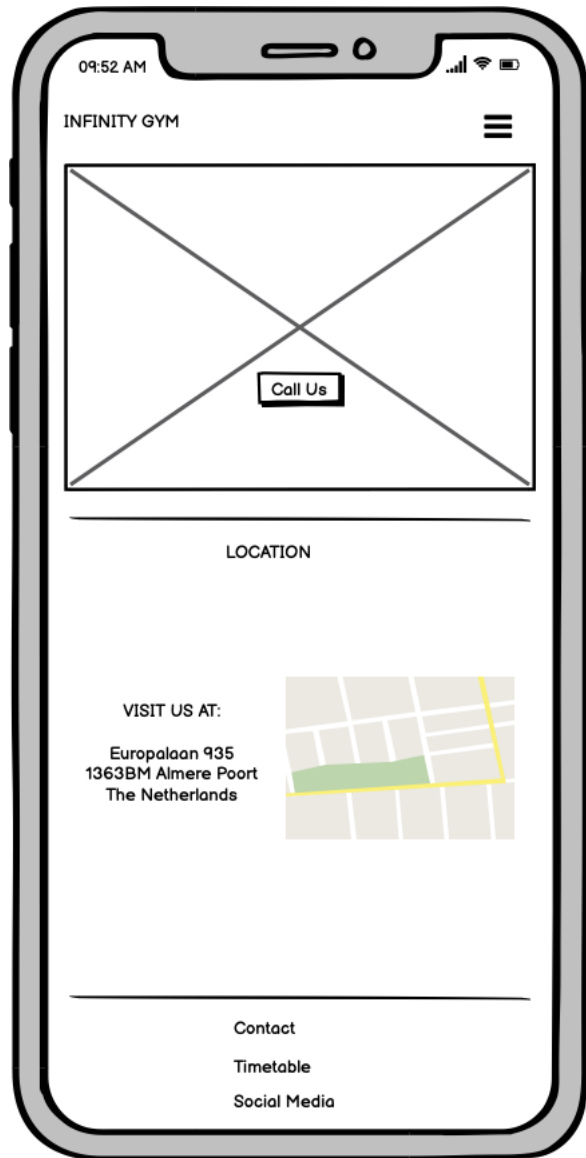 09:52 AM
INFINITY GYM
Call Us
LOCATION
VISIT US AT:
Europalaan 935
1363BM Almere Poort
The Netherlands
Contact
Timetable
Social Media